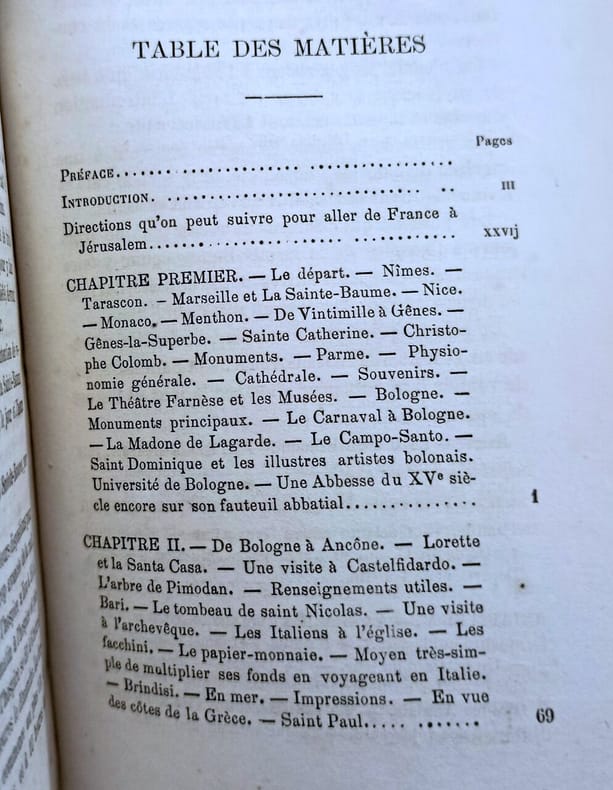 TABLE DES MATIÈRES
Pages
PRÉFACE.
INTRODUCTION. III
Directions qu'on peut suivre pour aller de France à
Jérusalem. xxvij
CHAPITRE PREMIER. — Le départ. — Nîmes. —
Tarascon. – Marseille et La Sainte-Baume. — Nice.
— Monaco. — Menthon. — De Vintimille à Gênes. —
Gênes-la-Superbe. — Sainte Catherine. — Christo-
phe Colomb. — Monuments. — Parme. — Physio-
nomie générale. — Cathédrale. — Souvenirs. —
Le Théâtre Farnèse et les Musées. — Bologne. —
Monuments principaux. — Le Carnaval à Bologne.
— La Madone de Lagarde. — Le Campo-Santo. —
Saint Dominique et les illustres artistes bolonais.
Université de Bologne. — Une Abbesse du XVe siè-
cle encore sur son fauteuil abbatial. 1
CHAPITRE II. — De Bologne à Ancône. — Lorette
et la Santa Casa. — Une visite à Castelfidardo. —
L'arbre de Pimodan. — Renseignements utiles. —
Bari. — Le tombeau de saint Nicolas. — Une visite
à l'archevêque. — Les Italiens à l'église. — Les
facchini. — Le papier-monnaie. — Moyen très-sim-
ple de multiplier ses fonds en voyageant en Italie.
— Brindisi. — En mer. — Impressions. — En vue
des côtes de la Grèce. — Saint Paul. 69